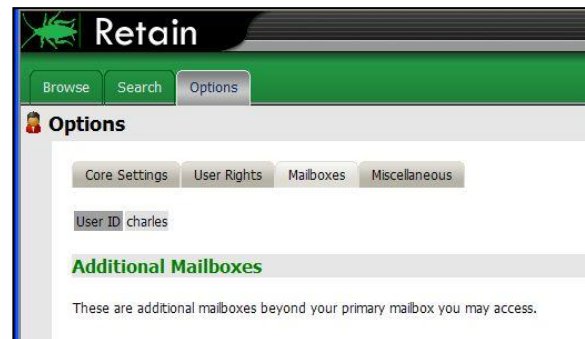 Retain
Browse Search Options
Options
Core Settings User Rights Mailboxes Miscellaneous
User ID charles
Additional Mailboxes
These are additional mailboxes beyond your primary mailbox you may access.